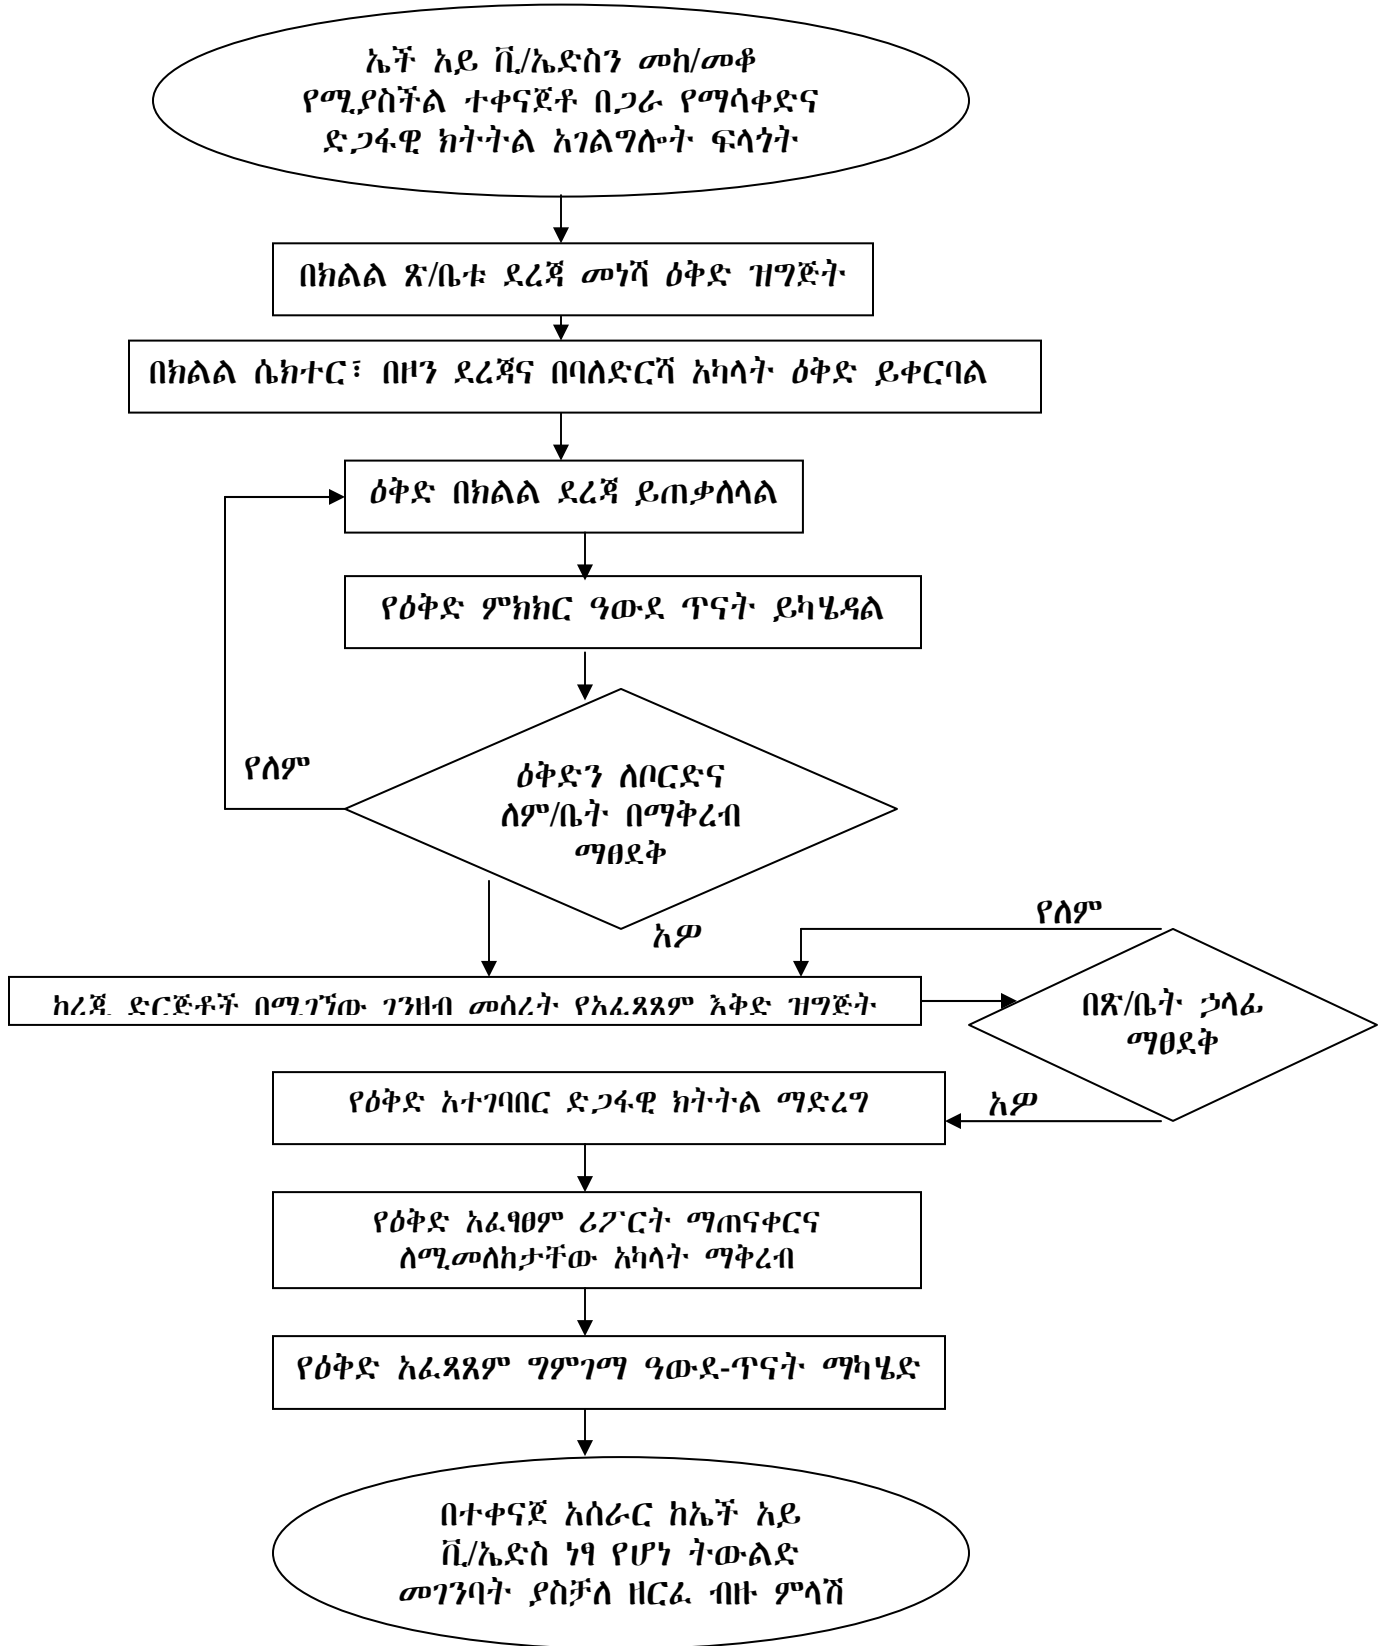 ኤች አይ ቪ/ኤድስን መከ/መቆ
የሚያስችል ተቀናጀቶ በጋራ የማሳቀድና
ድጋፋዊ ክትትል አገልግሎት ፍላጎት
በክልል ጽ/ቤቱ ደረጃ መነሻ ዕቅድ ዝግጅት
በክልል ሴክተር፣ በዞን ደረጃና በባለድርሻ አካላት ዕቅድ ይቀርባል
ዕቅድ በክልል ደረጃ ይጠቃለላል
የዕቅድ ምክክር ዓውደ ጥናት ይካሄዳል
የለም
ዕቅድን ለቦርድና
ለም/ቤት በማቅረብ
ማፀደቅ
አዎ
የለም
ከረጂ ድርጅቶች በሚገኘው ገንዘብ መሰረት የአፈጻጸም እቅድ ዝግጅት
በጽ/ቤት ኃላፊ
ማፀደቅ
አዎ
የዕቅድ አተገባበር ድጋፋዊ ክትትል ማድረግ
የዕቅድ አፈፃፀም ሪፖርት ማጠናቀርና
ለሚመለከታቸው አካላት ማቅረብ
የዕቅድ አፈጻጸም ግምገማ ዓውደ-ጥናት ማካሄድ
በተቀናጀ አሰራር ከኤች አይ
ቪ/ኤድስ ነፃ የሆነ ትውልድ
መገንባት ያስቻለ ዘርፈ ብዙ ምላሽ